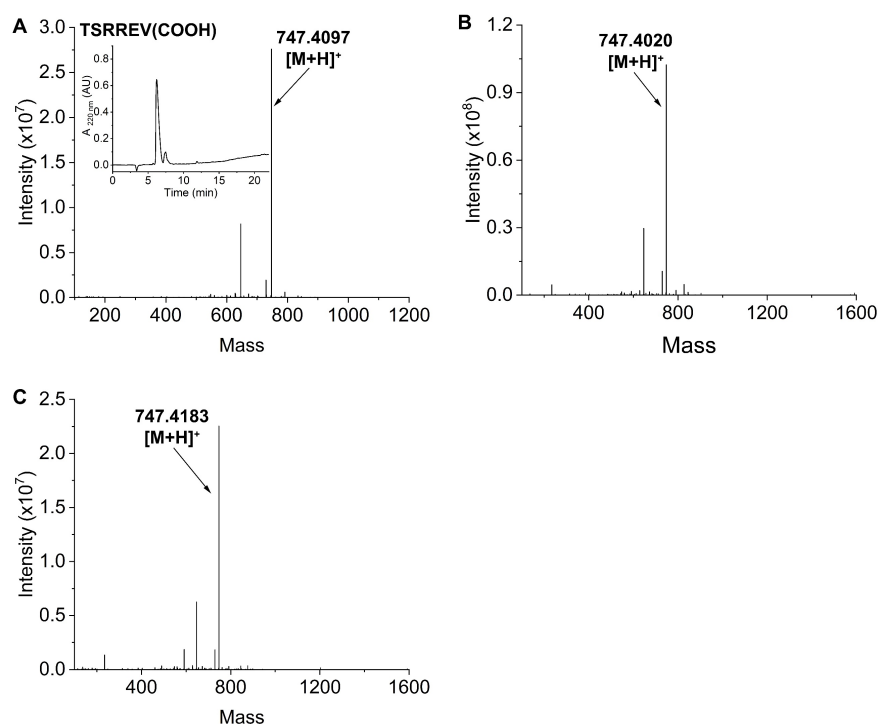 A
TSRREV(COOH)
747.4097
[M+H]+
Intensity (x10⁷)
3.0
2.5
2.0
1.5
1.0
0.5
0.0
200 400 600 800 1000 1200
Mass
A 220 nm (AU)
0.8
0.6
0.4
0.2
0.0
0 5 10 15 20
Time (min)
B
747.4020
[M+H]+
Intensity (x10⁸)
1.2
0.9
0.6
0.3
0.0
400 800 1200 1600
Mass
C
747.4183
[M+H]+
Intensity (x10⁷)
2.5
2.0
1.5
1.0
0.5
0.0
400 800 1200 1600
Mass